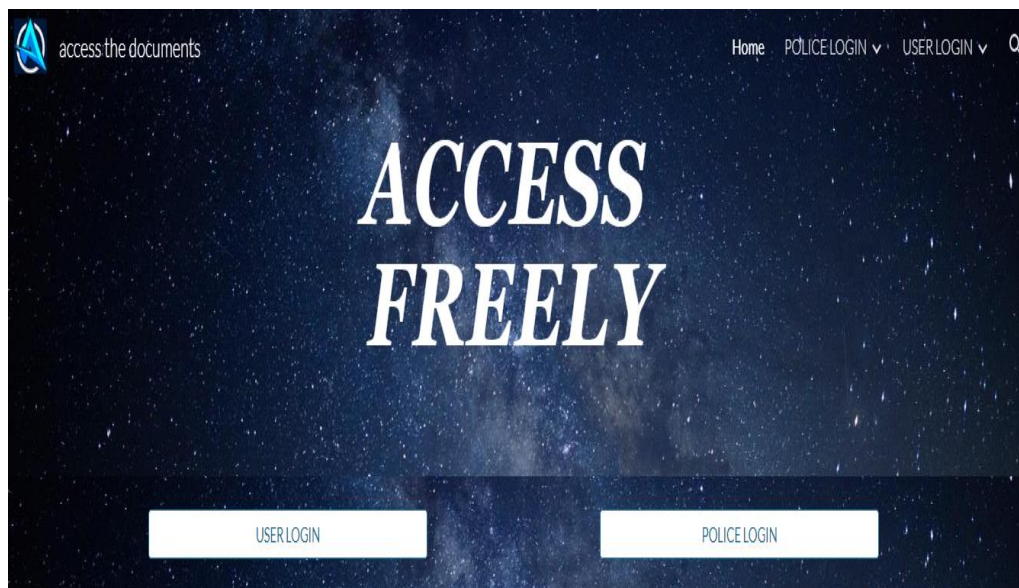 access the documents
Home POLICE LOGIN USER LOGIN
ACCESS
FREELY
USER LOGIN POLICE LOGIN